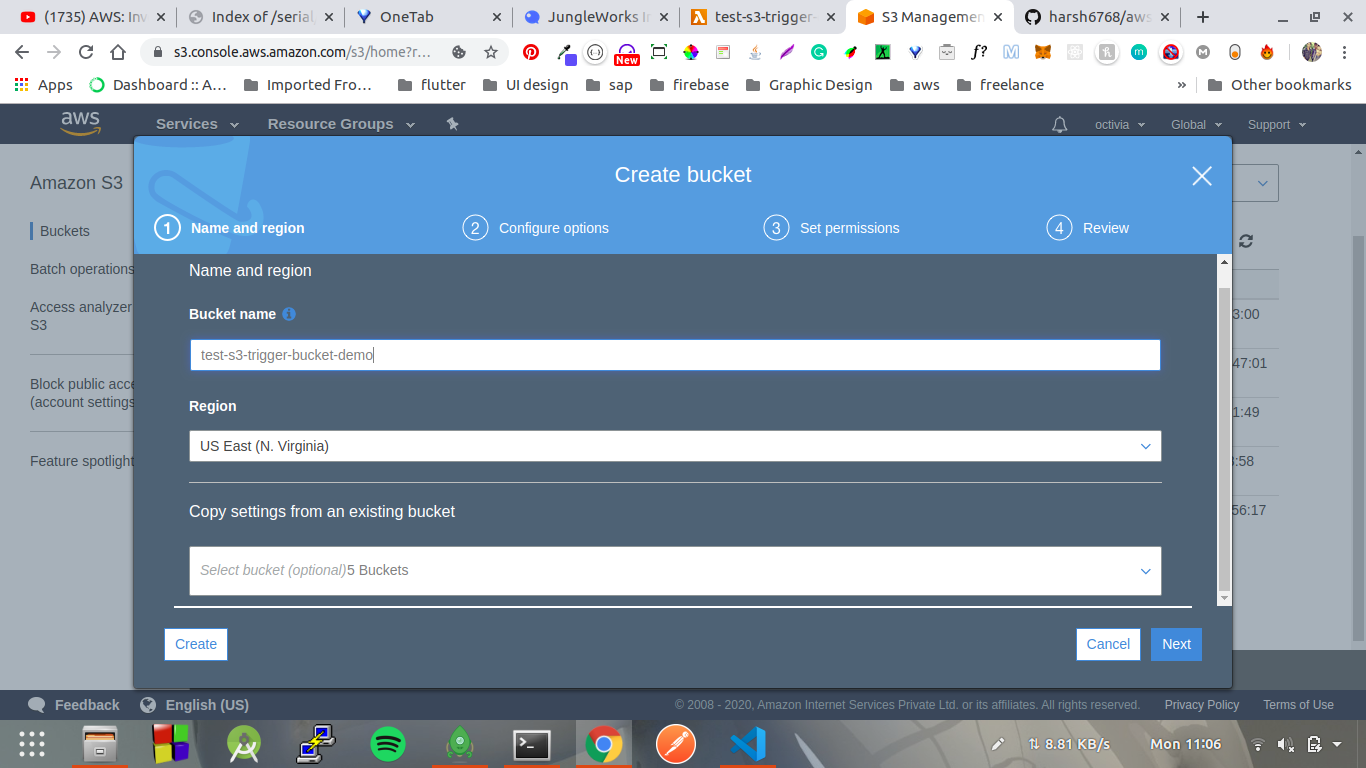 (1735) AWS: Inv
Index of /serial
OneTab
JungleWorks I
test-s3-trigger-
S3 Managemen
harsh6768/aws
s3.console.aws.amazon.com/s3/home?r…
New
f?
Apps
Dashboard :: A…
Imported Fro…
flutter
UI design
sap
firebase
Graphic Design
aws
freelance
»
Other bookmarks
aws
Services
Resource Groups
octivia
Global
Support
Amazon S3
Buckets
Batch operations
Access analyzer
S3
Block public acce
(account settings
Feature spotlight
Create bucket
1 Name and region
2 Configure options
3 Set permissions
4 Review
Name and region
Bucket name
test-s3-trigger-bucket-demo
Region
US East (N. Virginia)
Copy settings from an existing bucket
Select bucket (optional)5 Buckets
Create
Cancel
Next
3:00
47:01
1:49
:58
56:17
Feedback
English (US)
© 2008 - 2020, Amazon Internet Services Private Ltd. or its affiliates. All rights reserved.
Privacy Policy
Terms of Use
8.81 KB/s
Mon 11:06